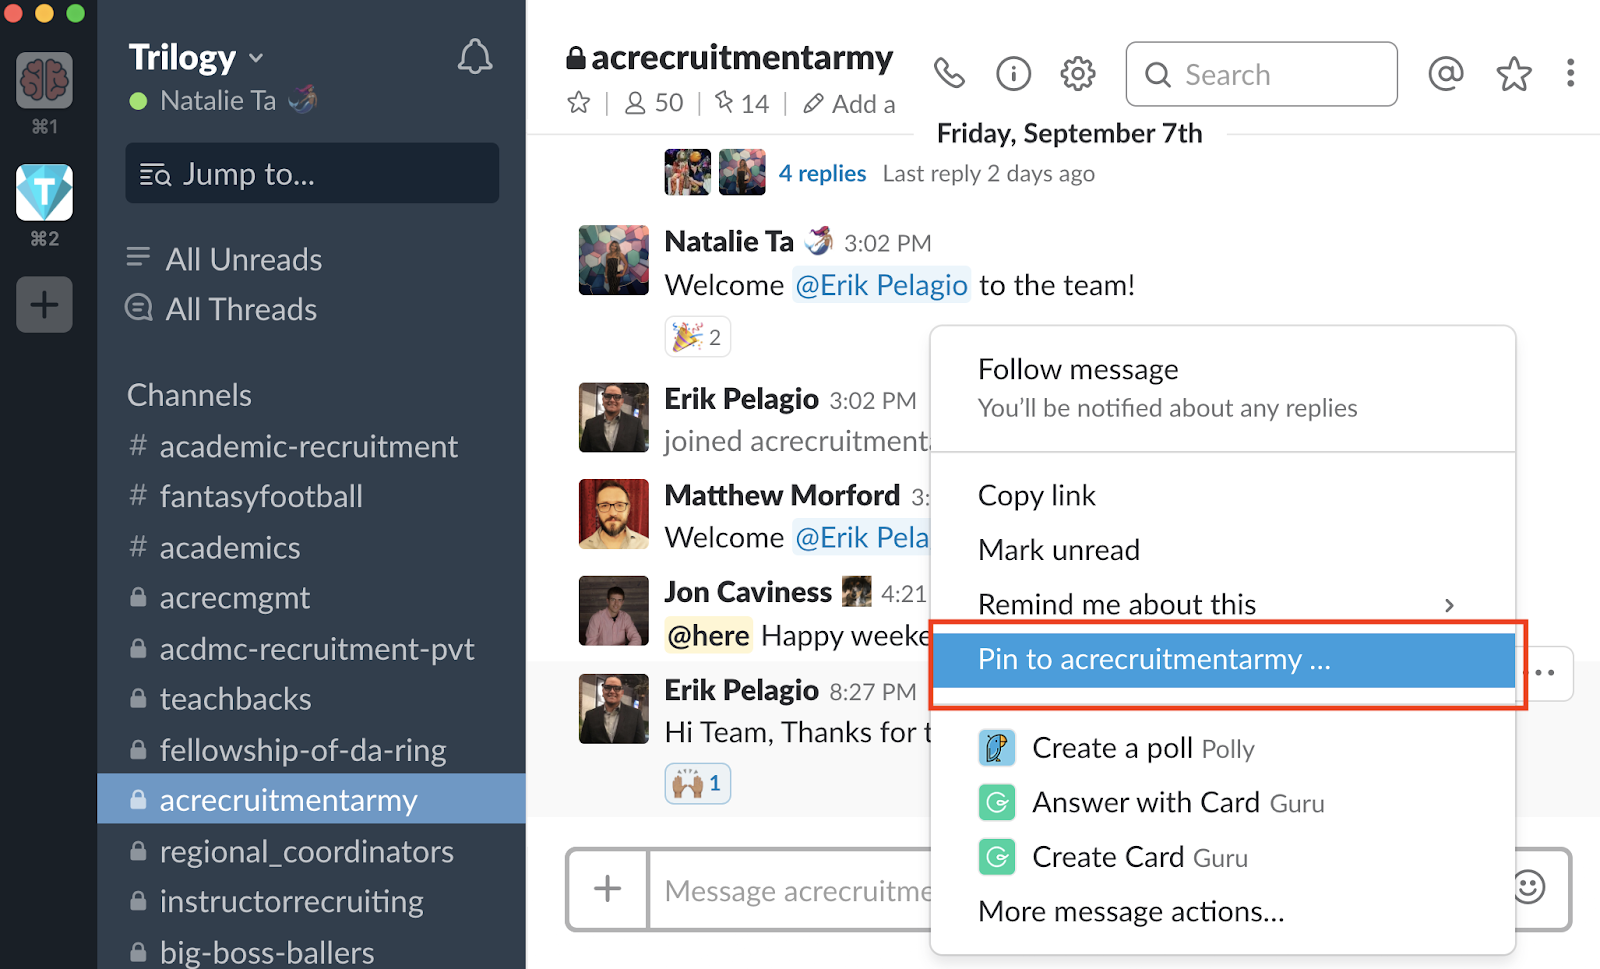 ⌘1
T
⌘2
Trilogy
Natalie Ta
Jump to...
All Unreads
All Threads
Channels
# academic-recruitment
# fantasyfootball
# academics
acrecmgmt
acdmc-recruitment-pvt
teachbacks
fellowship-of-da-ring
acrecruitmentarmy
regional_coordinators
instructorrecruiting
big-boss-ballers
acrecruitmentarmy
50
14
Add a
Search
Friday, September 7th
4 replies Last reply 2 days ago
Natalie Ta 3:02 PM
Welcome @Erik Pelagio to the team!
2
Erik Pelagio 3:02 PM
joined acrecruitment
Matthew Morford 3:
Welcome @Erik Pela
Jon Caviness 4:21
@here Happy weeke
Erik Pelagio 8:27 PM
Hi Team, Thanks for t
1
Message acrecruitme
Follow message
You’ll be notified about any replies
Copy link
Mark unread
Remind me about this
Pin to acrecruitmentarmy ...
Create a poll Polly
Answer with Card Guru
Create Card Guru
More message actions...